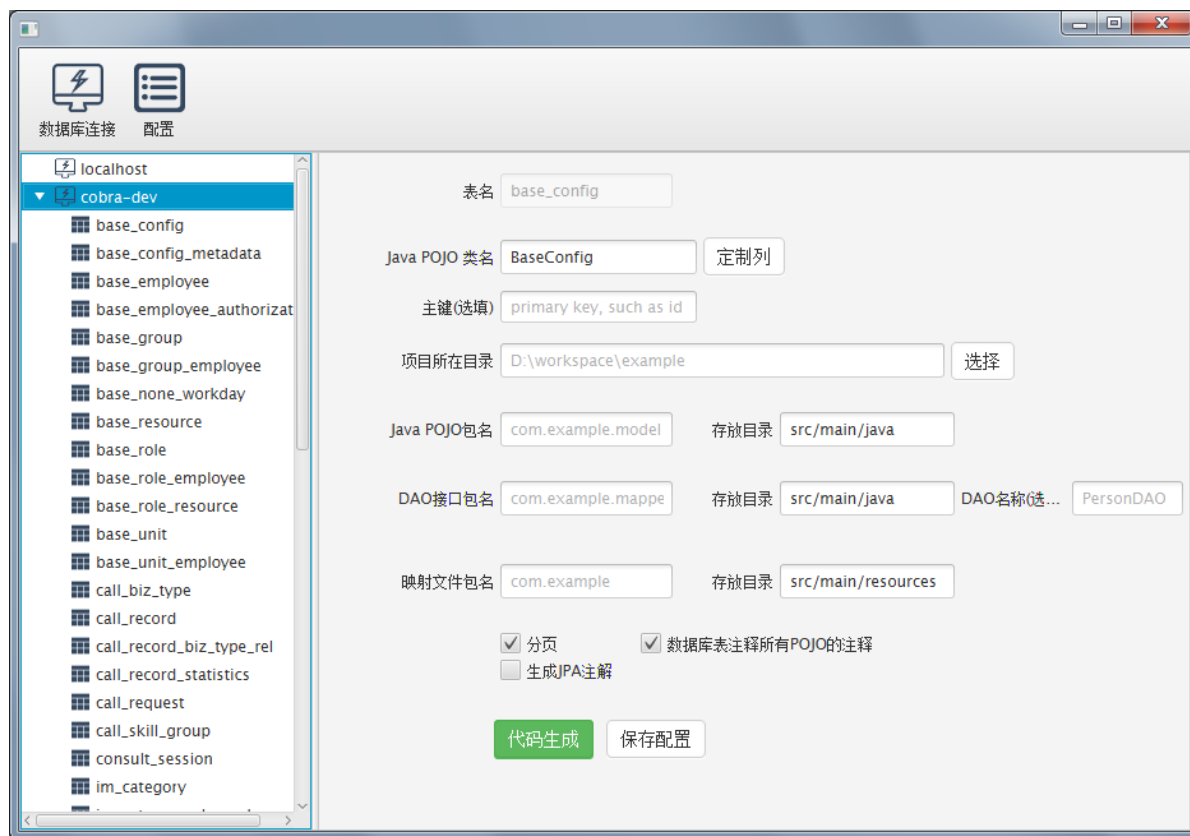 数据库连接 配置
localhost
cobra-dev
base_config
base_config_metadata
base_employee
base_employee_authorizat
base_group
base_group_employee
base_none_workday
base_resource
base_role
base_role_employee
base_role_resource
base_unit
base_unit_employee
call_biz_type
call_record
call_record_biz_type_rel
call_record_statistics
call_request
call_skill_group
consult_session
im_category
表名 base_config
Java POJO 类名 BaseConfig 定制列
主键(选填) primary key, such as id
项目所在目录 D:\workspace\example 选择
Java POJO包名 com.example.model 存放目录 src/main/java
DAO接口包名 com.example.mappe 存放目录 src/main/java DAO名称(选... PersonDAO
映射文件包名 com.example 存放目录 src/main/resources
分页 数据库表注释所有POJO的注释
生成JPA注解
代码生成 保存配置